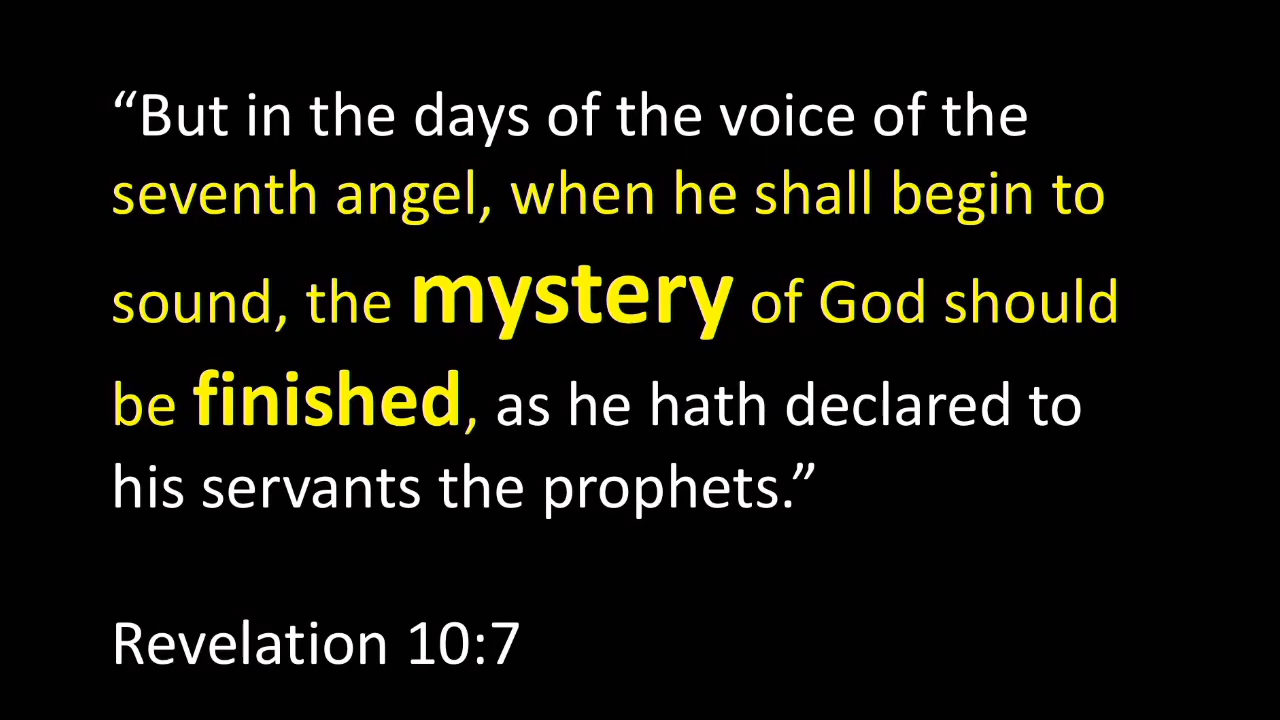 “But in the days of the voice of the
seventh angel, when he shall begin to
sound, the mystery of God should
be finished, as he hath declared to
his servants the prophets.”
Revelation 10:7